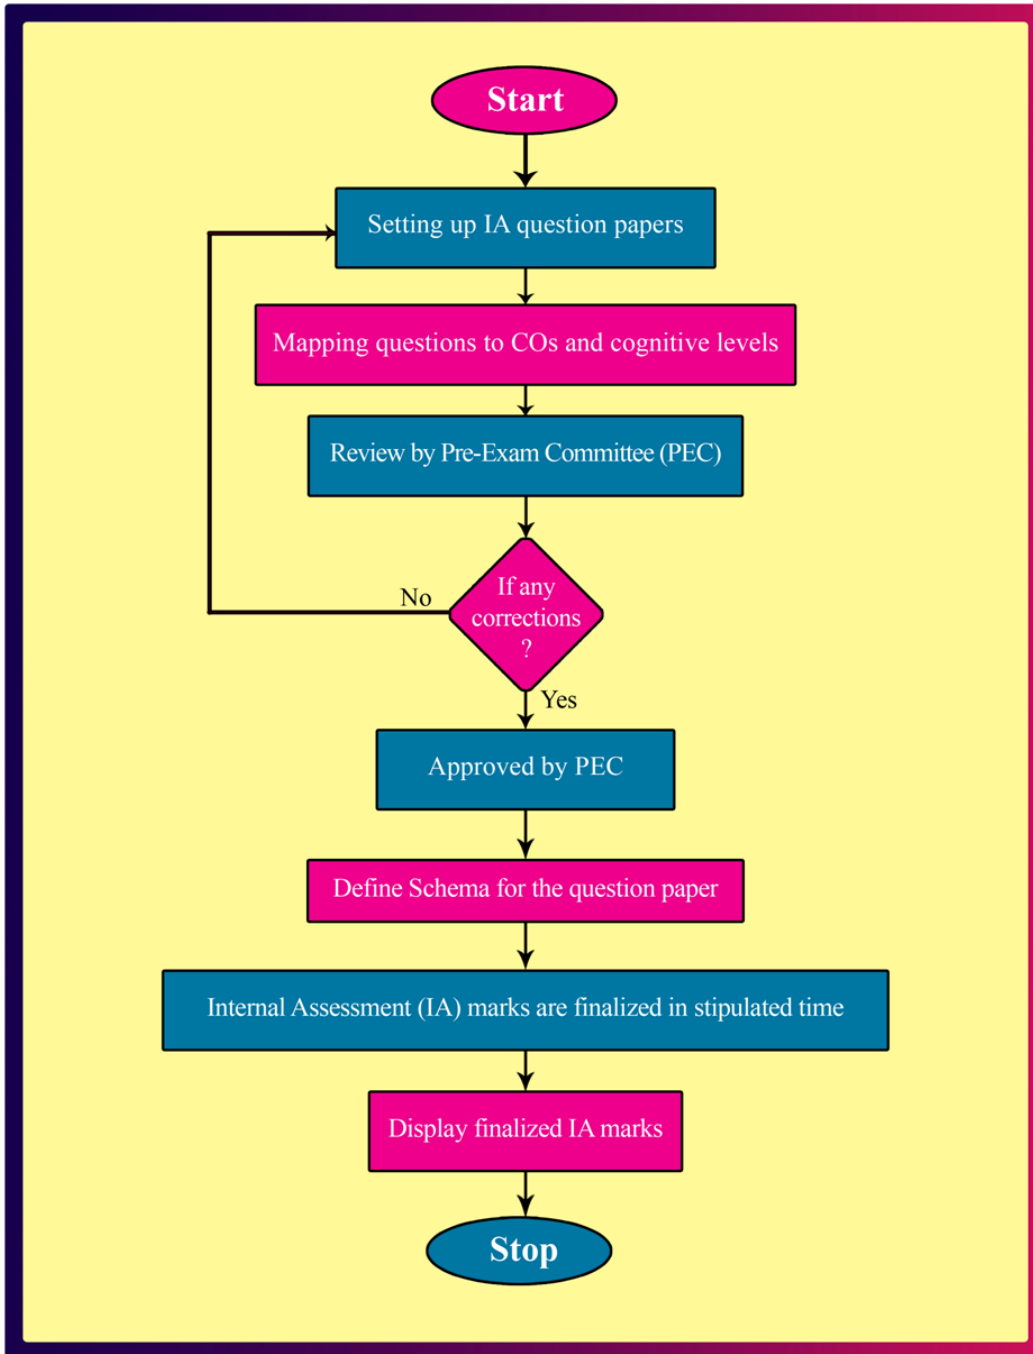 Start
Setting up IA question papers
Mapping questions to COs and cognitive levels
Review by Pre-Exam Committee (PEC)
If any
corrections
?
No
Yes
Approved by PEC
Define Schema for the question paper
Internal Assessment (IA) marks are finalized in stipulated time
Display finalized IA marks
Stop